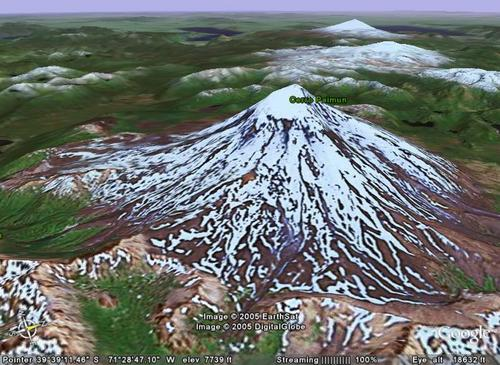 Cerro Paimun
Image © 2005 EarthSat
Image © 2005 DigitalGlobe
Google
Pointer 39°39'11.46" S 71°28'47.10" W elev 7739 ft Streaming |||||||||| 100% Eye alt 18632 ft